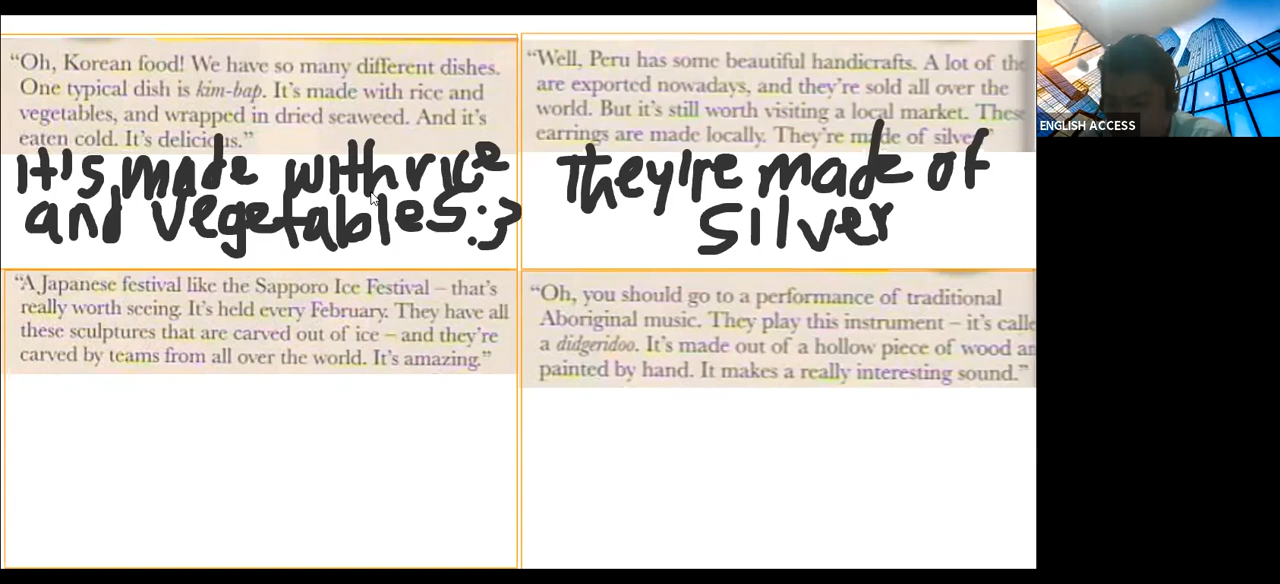 “Oh, Korean food! We have so many different dishes.
One typical dish is kim-bap. It's made with rice and
vegetables, and wrapped in dried seaweed. And it's
eaten cold. It's delicious.”
It's made with rice
and vegetables. :3
“Well, Peru has some beautiful handicrafts. A lot of the
are exported nowadays, and they're sold all over the
world. But it's still worth visiting a local market. These
earrings are made locally. They're made of silver
They're made of
silver
“A Japanese festival like the Sapporo Ice Festival – that's
really worth seeing. It's held every February. They have all
these sculptures that are carved out of ice – and they're
carved by teams from all over the world. It's amazing.”
“Oh, you should go to a performance of traditional
Aboriginal music. They play this instrument – it's calle
a didgeridoo. It's made out of a hollow piece of wood an
painted by hand. It makes a really interesting sound.”
ENGLISH ACCESS